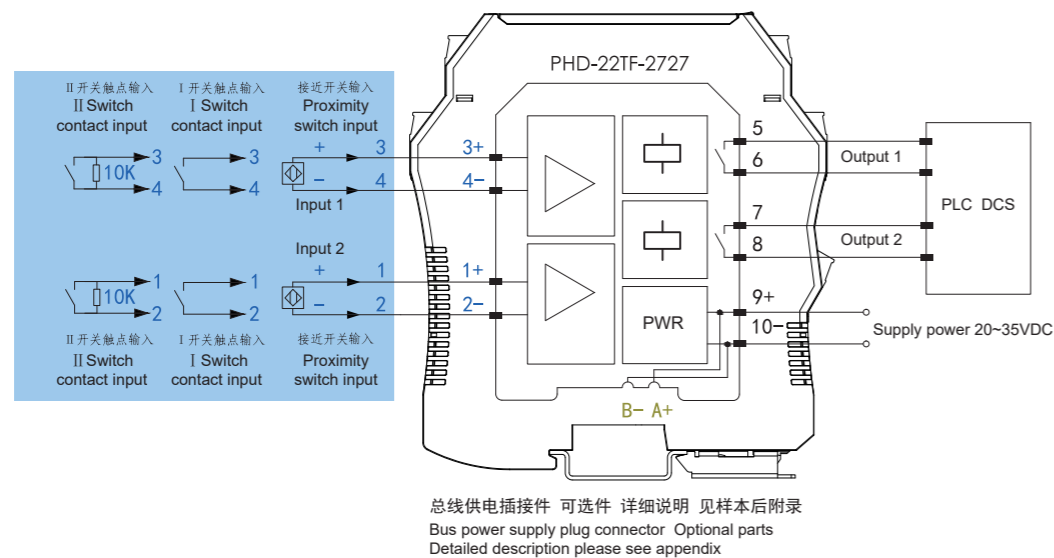 PHD-22TF-2727
II 开关触点输入
II Switch
contact input
I 开关触点输入
I Switch
contact input
接近开关输入
Proximity
switch input
3
4
10K
3
4
+
−
3
4
3+
4-
Input 1
5
6
Output 1
7
8
Output 2
PLC DCS
Input 2
1
2
10K
1
2
+
−
1
2
1+
2-
PWR
9+
10-
Supply power 20~35VDC
II 开关触点输入
II Switch
contact input
I 开关触点输入
I Switch
contact input
接近开关输入
Proximity
switch input
B- A+
总线供电插接件 可选件 详细说明 见样本后附录
Bus power supply plug connector Optional parts
Detailed description please see appendix